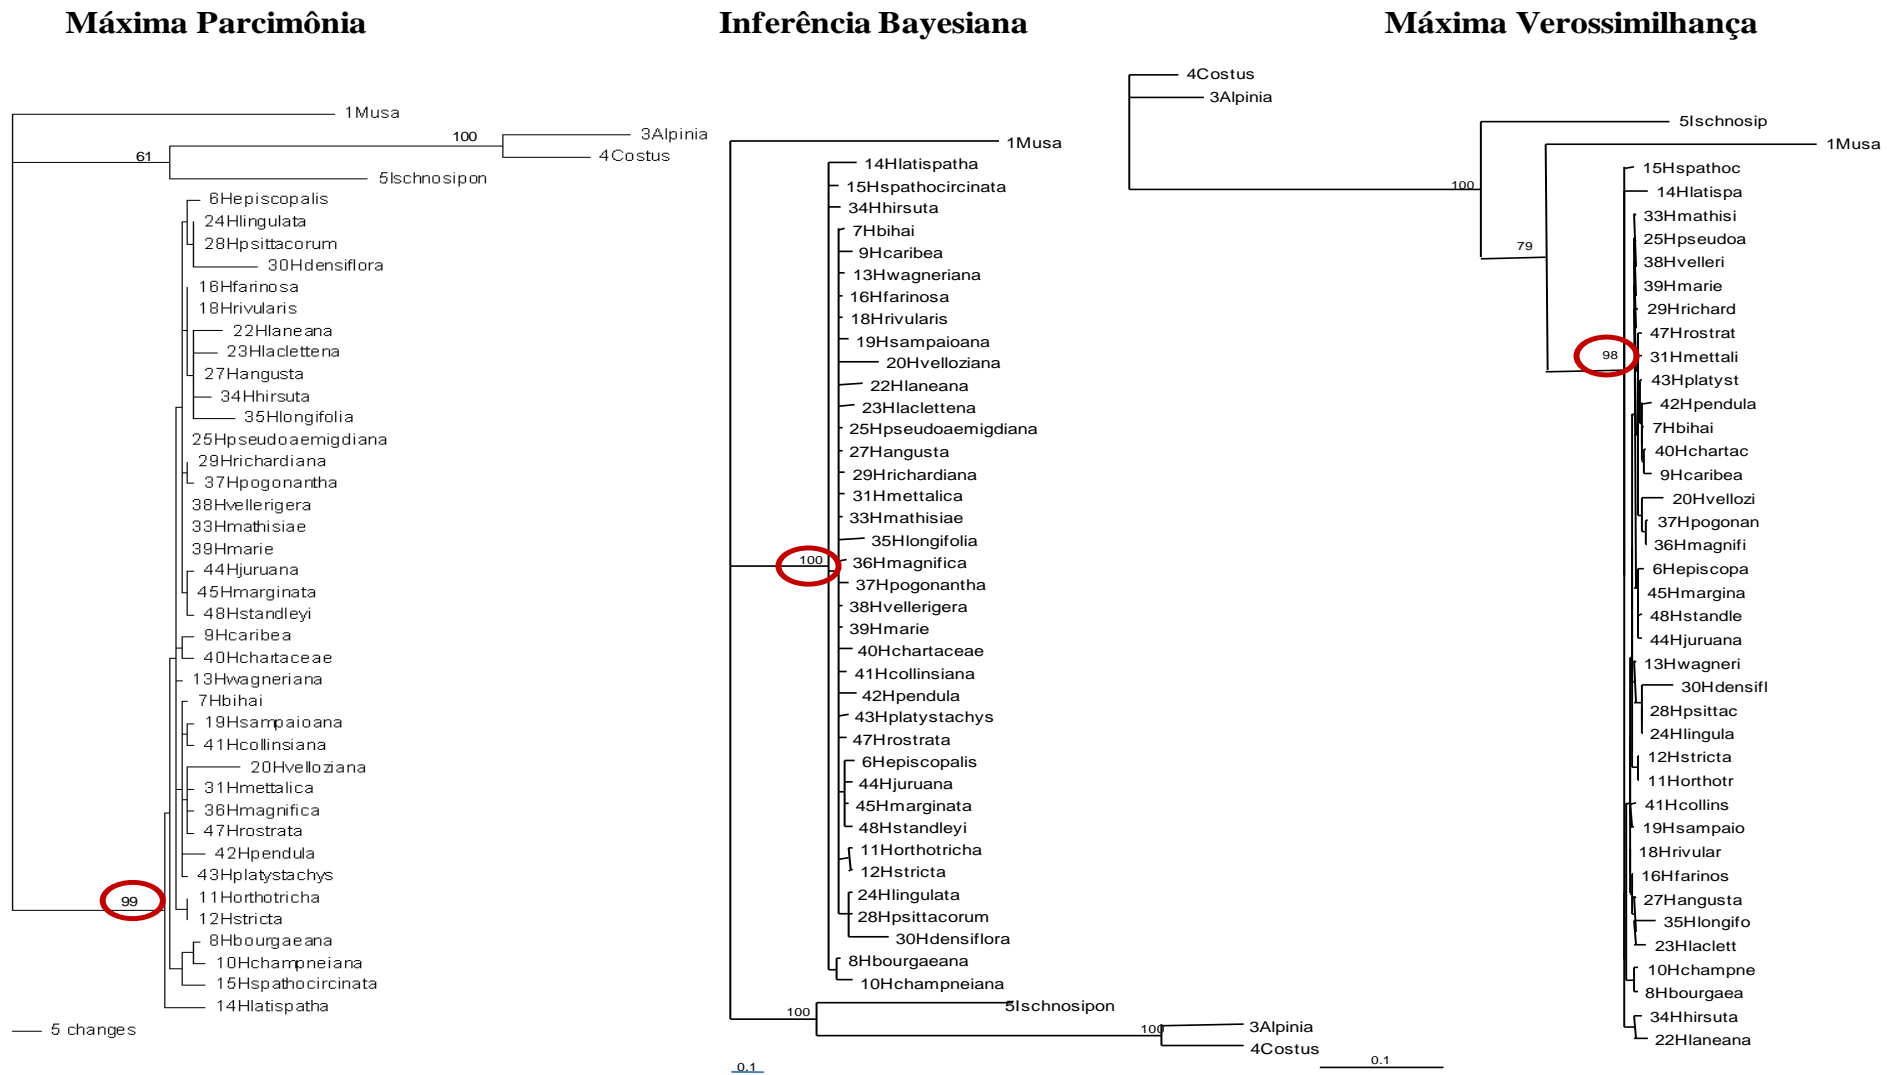 Máxima Parcimônia
1Musa
100
3Alpinia
4Costus
61
5Ischnosipon
6Hepiscopalis
24Hlingulata
28Hpsittacorum
30Hdensiflora
16Hfarinosa
18Hrivularis
22Hlaneana
23Hlaclettena
27Hangusta
34Hhirsuta
35Hlongifolia
25Hpseudoaemigdiana
29Hrichardiana
37Hpogonantha
38Hvellerigera
33Hmathisiae
39Hmarie
44Hjuruana
45Hmarginata
48Hstandleyi
9Hcaribea
40Hchartaceae
13Hwagneriana
7Hbihai
19Hsampaioana
41Hcollinsiana
20Hvelloziana
31Hmettalica
36Hmagnifica
47Hrostrata
42Hpendula
43Hplatystachys
99
11Horthotricha
12Hstricta
8Hbourgaeana
10Hchampneiana
15Hspathocircinata
14Hlatispatha
5 changes
Inferência Bayesiana
1Musa
14Hlatispatha
15Hspathocircinata
34Hhirsuta
7Hbihai
9Hcaribea
13Hwagneriana
16Hfarinosa
18Hrivularis
19Hsampaioana
20Hvelloziana
22Hlaneana
23Hlaclettena
25Hpseudoaemigdiana
27Hangusta
29Hrichardiana
31Hmettalica
33Hmathisiae
35Hlongifolia
100
36Hmagnifica
37Hpogonantha
38Hvellerigera
39Hmarie
40Hchartaceae
41Hcollinsiana
42Hpendula
43Hplatystachys
47Hrostrata
6Hepiscopalis
44Hjuruana
45Hmarginata
48Hstandleyi
11Horthotricha
12Hstricta
24Hlingulata
28Hpsittacorum
30Hdensiflora
8Hbourgaeana
10Hchampneiana
5Ischnosipon
100
100
3Alpinia
4Costus
0.1
Máxima Verossimilhança
4Costus
3Alpinia
5Ischnosip
1Musa
15Hspathoc
100
14Hlatispa
33Hmathisi
25Hpseudoa
79
38Hvelleri
39Hmarie
29Hrichard
47Hrostrat
98
31Hmettali
43Hplatyst
42Hpendula
7Hbihai
40Hchartac
9Hcaribea
20Hvellozi
37Hpogonan
36Hmagnifi
6Hepiscopa
45Hmargina
48Hstandle
44Hjuruana
13Hwagneri
30Hdensifl
28Hpsittac
24Hlingula
12Hstricta
11Horthotr
41Hcollins
19Hsampaio
18Hrivular
16Hfarinos
27Hangusta
35Hlongifo
23Hlaclett
10Hchampne
8Hbourgaea
34Hhirsuta
22Hlaneana
0.1